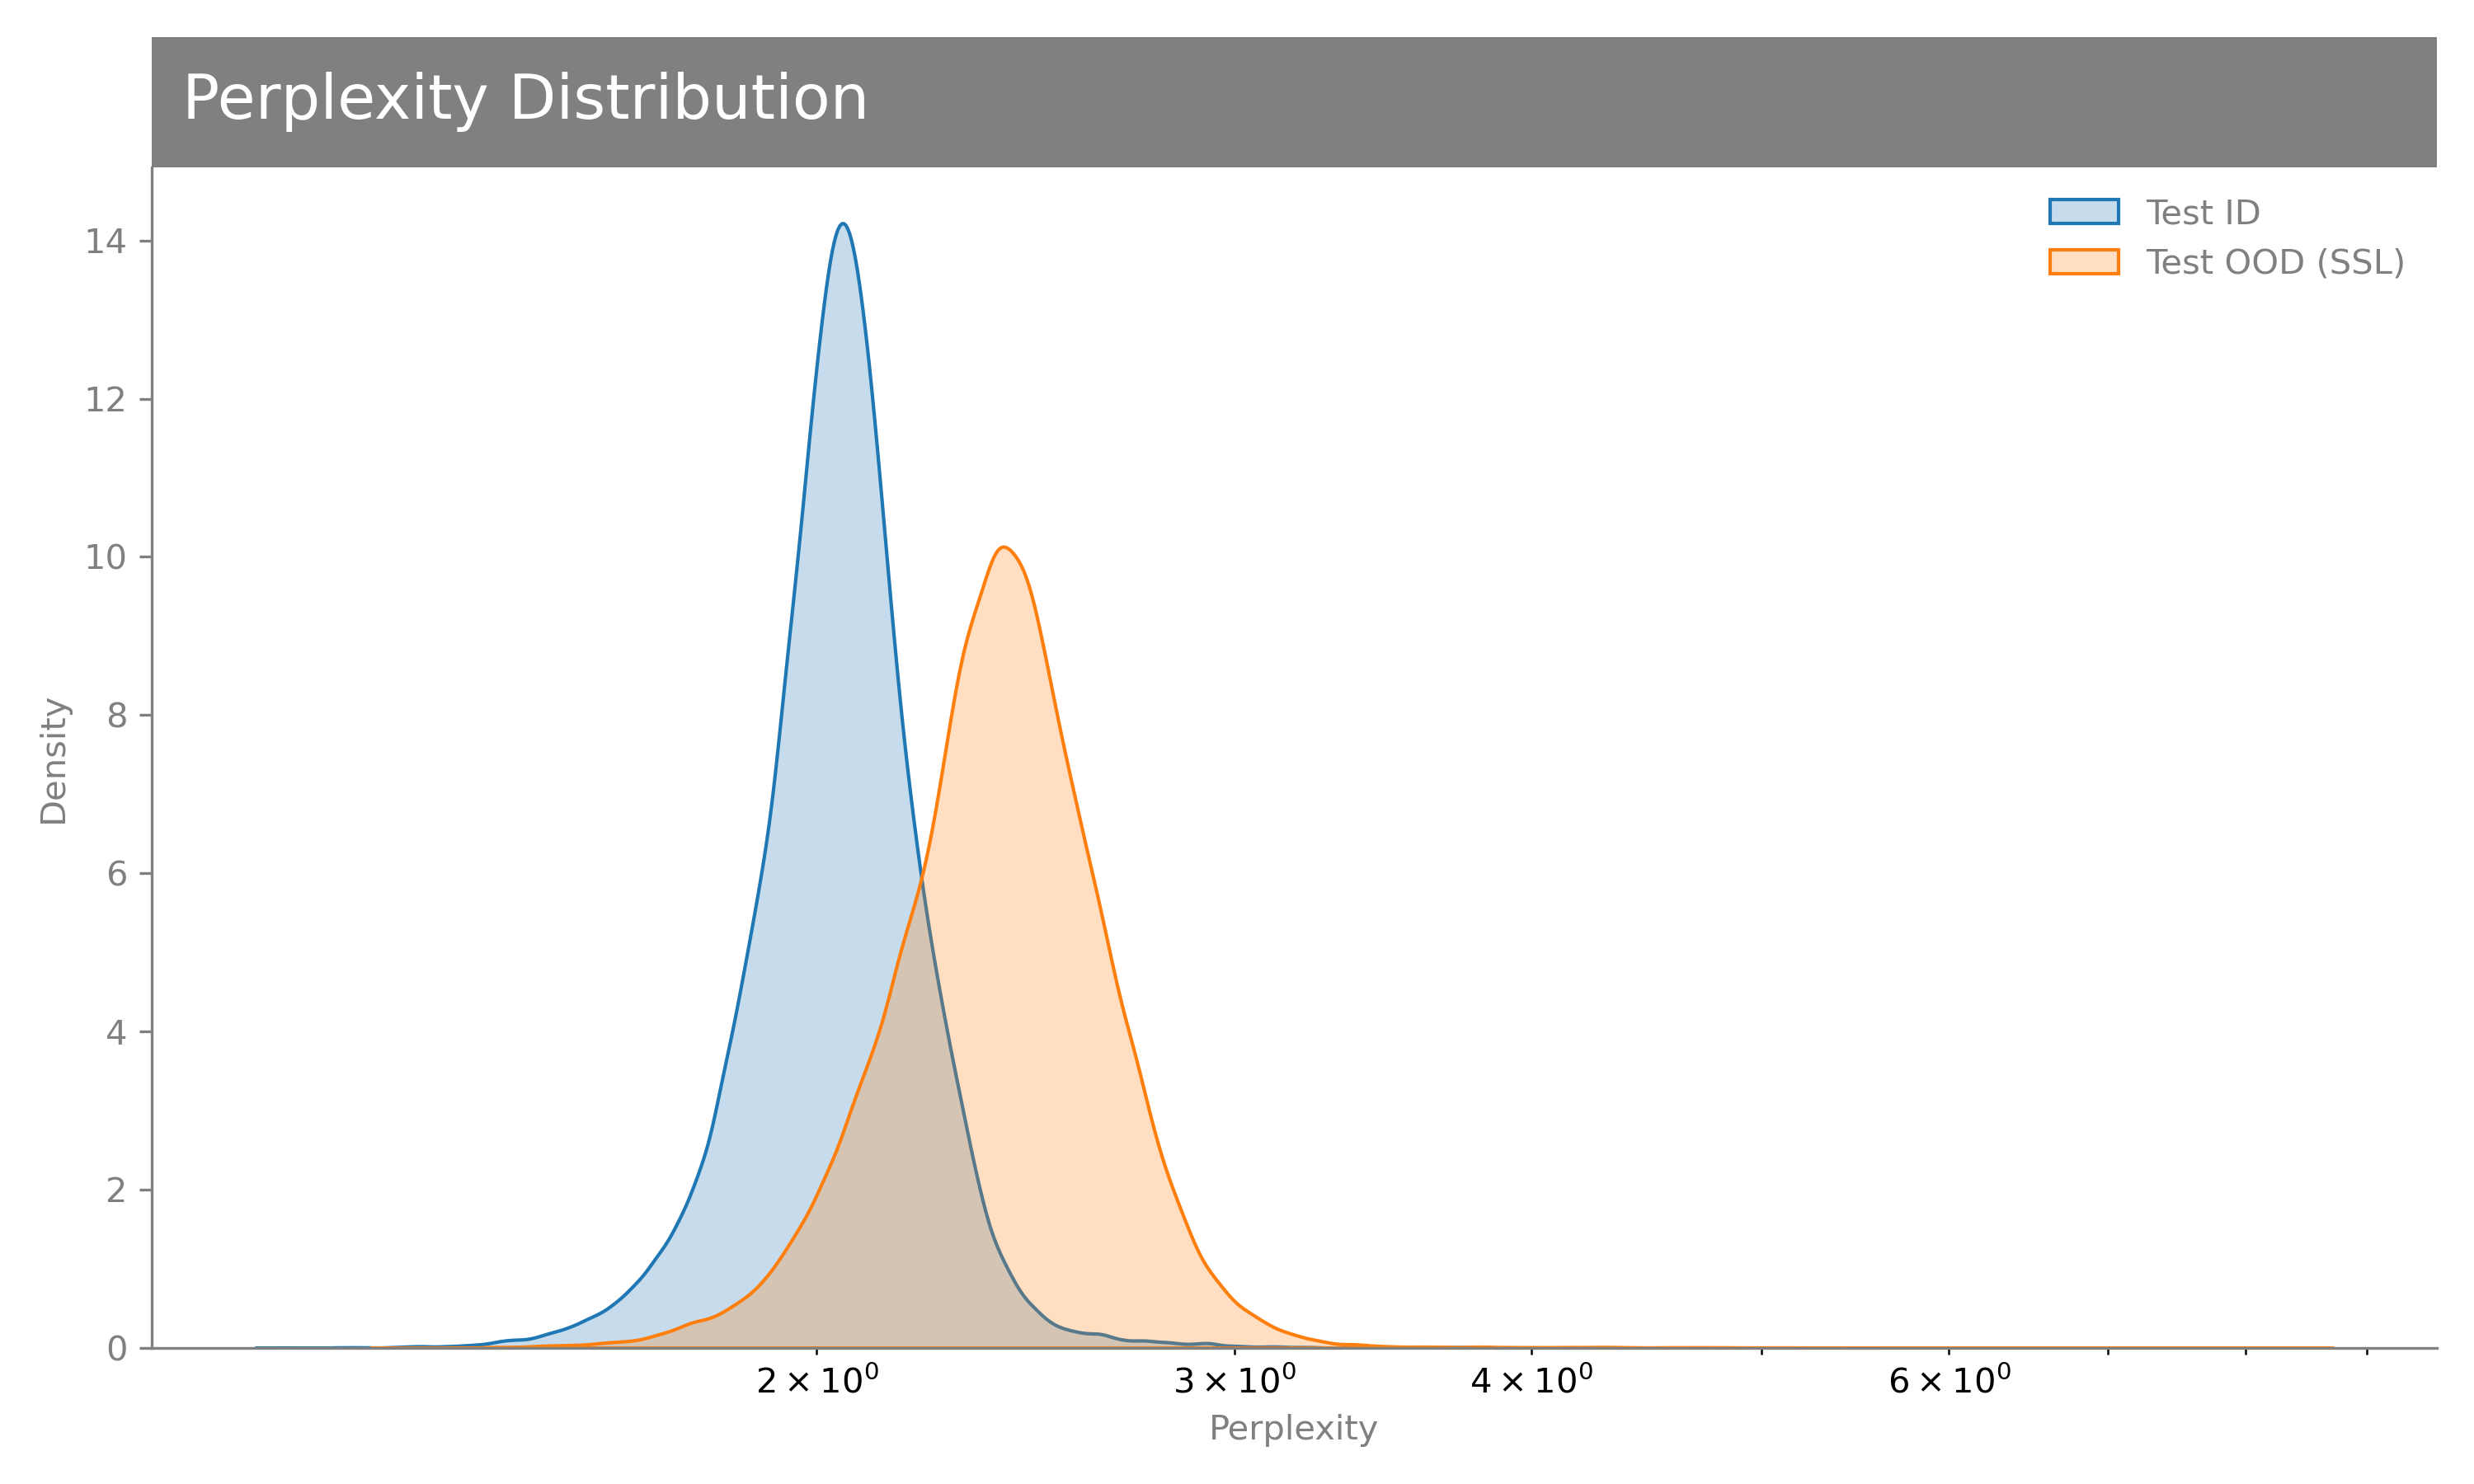 Perplexity Distribution
Test ID
Test OOD (SSL)
14
12
10
8
6
4
2
0
Density
2 × 10⁰
3 × 10⁰
4 × 10⁰
6 × 10⁰
Perplexity